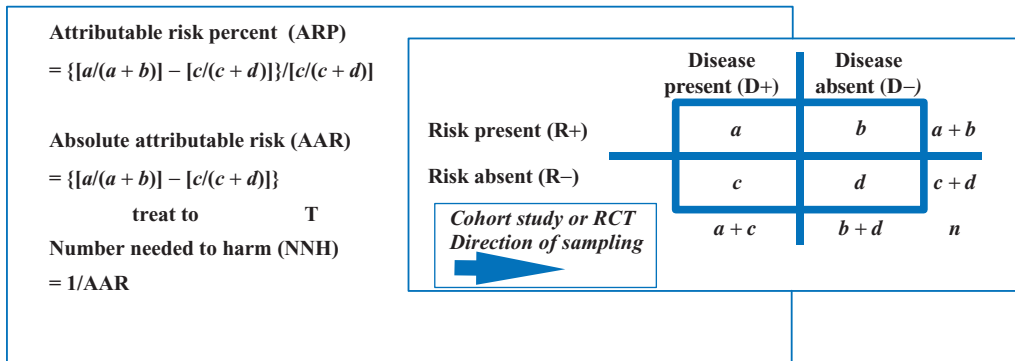 Attributable risk percent (ARP)
= {[a/(a + b)] – [c/(c + d)]}/[c/(c + d)]
Absolute attributable risk (AAR)
= {[a/(a + b)] – [c/(c + d)]}
treat to T
Number needed to harm (NNH)
= 1/AAR
Disease present (D+)
Disease absent (D–)
Risk present (R+) a b a + b
Risk absent (R–) c d c + d
a + c b + d n
Cohort study or RCT
Direction of sampling